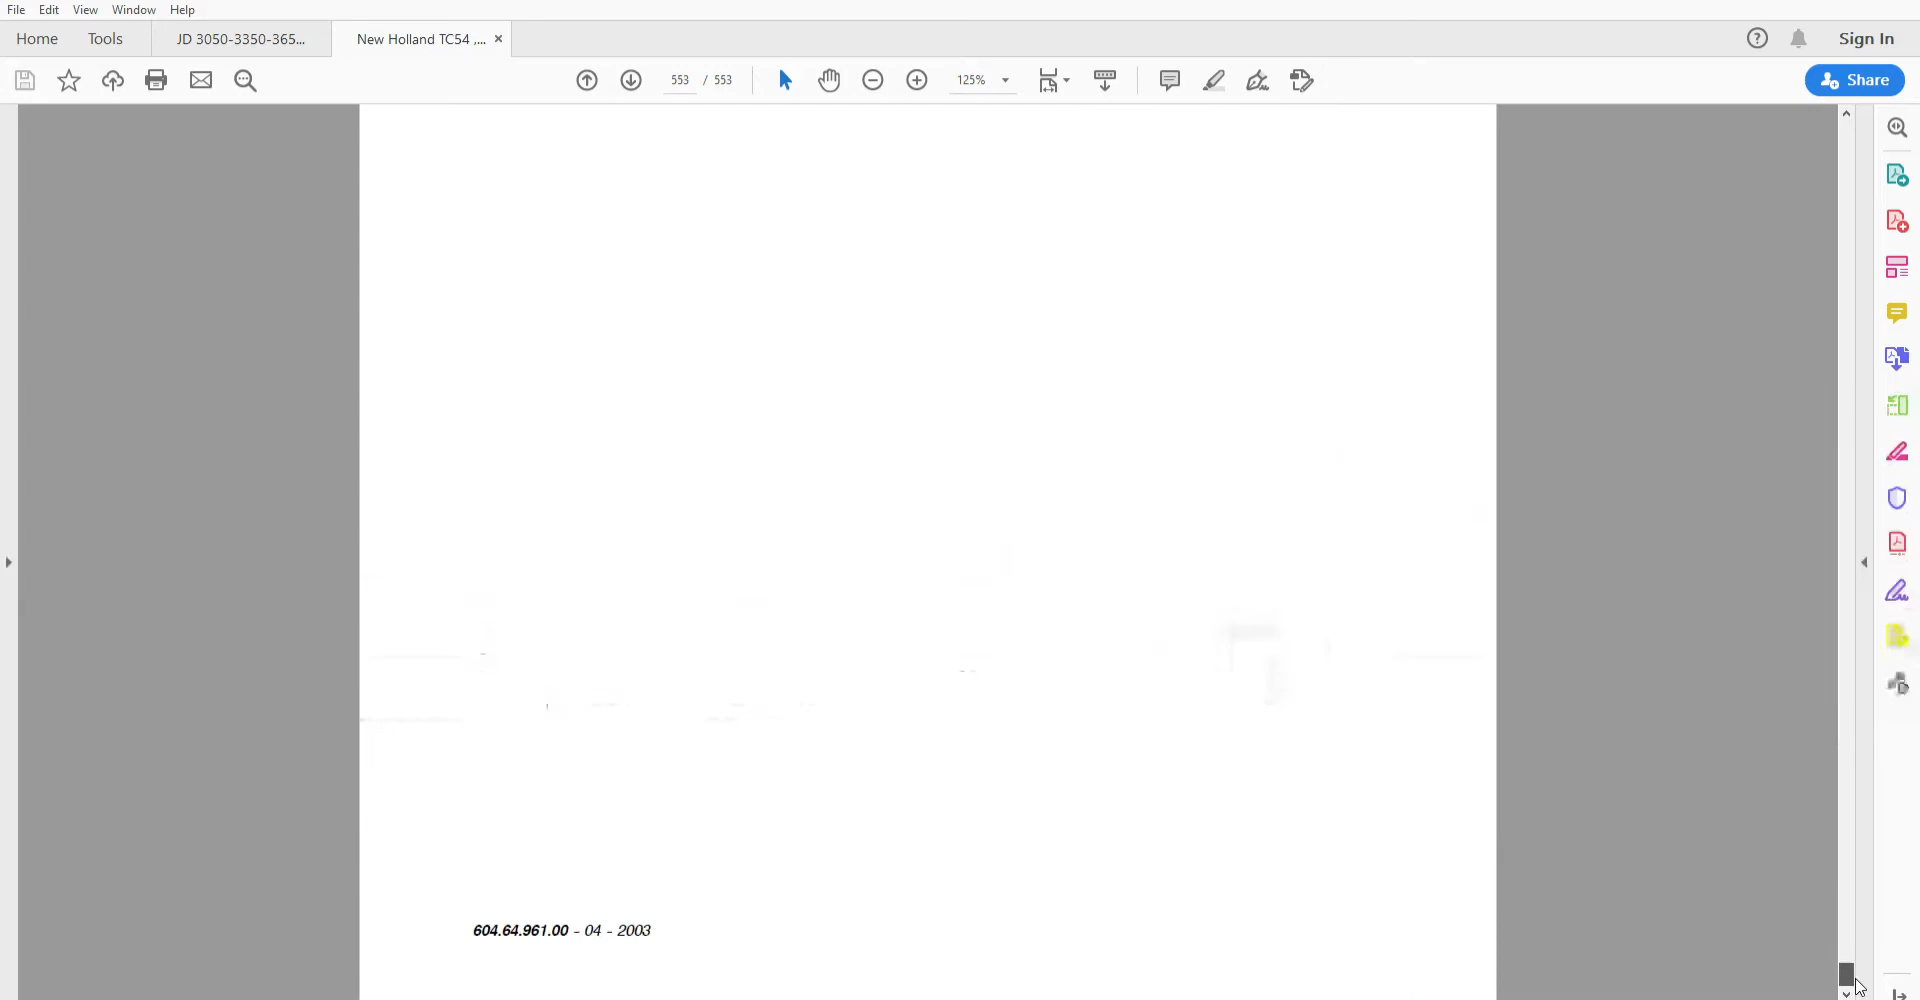 File Edit View Window Help
Home Tools JD 3050-3350-365... New Holland TC54 ,... × Sign In
553 / 553 125% Share
604.64.961.00 - 04 - 2003